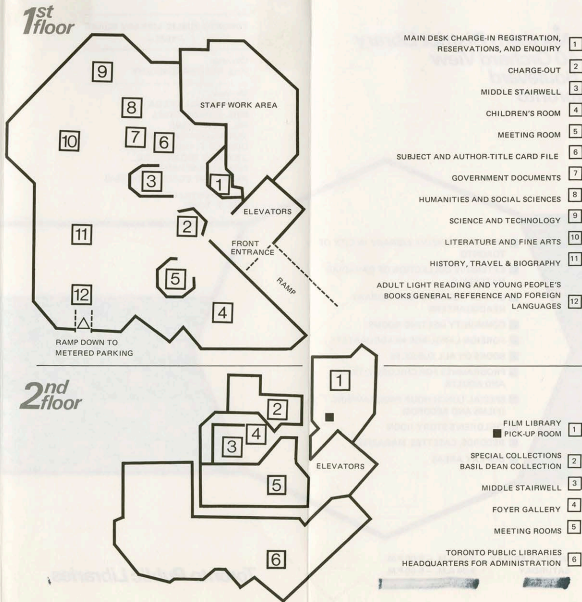 1st
floor
MAIN DESK CHARGE-IN REGISTRATION, 1
RESERVATIONS, AND ENQUIRY
CHARGE-OUT 2
MIDDLE STAIRWELL 3
CHILDREN'S ROOM 4
MEETING ROOM 5
SUBJECT AND AUTHOR-TITLE CARD FILE 6
GOVERNMENT DOCUMENTS 7
HUMANITIES AND SOCIAL SCIENCES 8
SCIENCE AND TECHNOLOGY 9
LITERATURE AND FINE ARTS 10
HISTORY, TRAVEL & BIOGRAPHY 11
ADULT LIGHT READING AND YOUNG PEOPLE'S
BOOKS GENERAL REFERENCE AND FOREIGN 12
LANGUAGES
9
8
STAFF WORK AREA
10
7
6
3
1
ELEVATORS
2
11
FRONT
ENTRANCE
5
RAMP
12
4
RAMP DOWN TO
METERED PARKING
2nd
floor
1
2
4
3
ELEVATORS
5
6
FILM LIBRARY 1
PICK-UP ROOM
SPECIAL COLLECTIONS 2
BASIL DEAN COLLECTION
MIDDLE STAIRWELL 3
FOYER GALLERY 4
MEETING ROOMS 5
TORONTO PUBLIC LIBRARIES 6
HEADQUARTERS FOR ADMINISTRATION